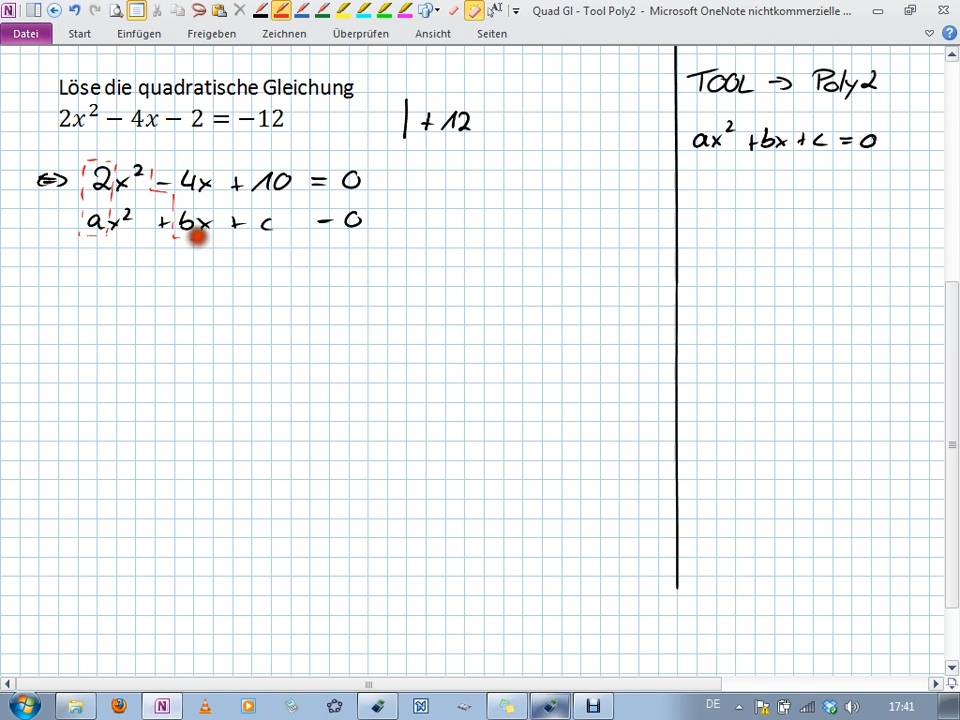 Quad Gl - Tool Poly2 - Microsoft OneNote nichtkommerzielle ...
Datei Start Einfügen Freigeben Zeichnen Überprüfen Ansicht Seiten
Löse die quadratische Gleichung
2x² − 4x − 2 = −12 | + 12
⇔ 2x² − 4x + 10 = 0
ax² + bx + c − 0
TOOL → Poly2
ax² + bx + c = 0
DE 17:41